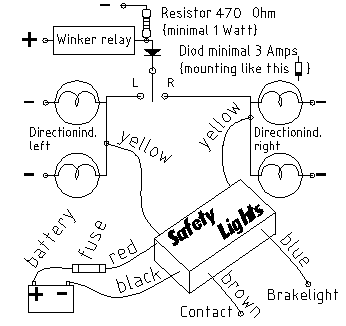 Resistor 470 Ohm
{minimal 1 Watt}
+
Winker relay
Diod minimal 3 Amps
{mounting like this }
L
R
Directionind.
left
Directionind.
right
yellow
yellow
Safety
Lights
battery
fuse
red
black
blue
brown
+ -
Contact
Brakelight